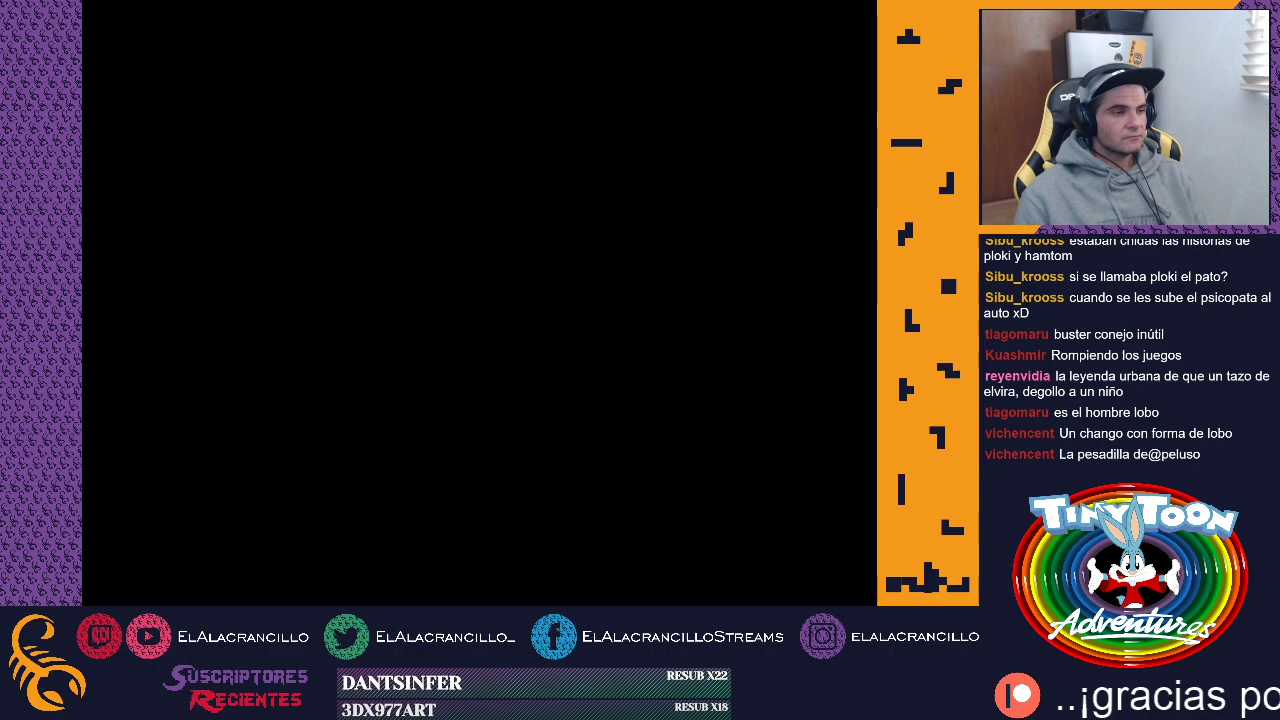 Sibu_krooss estaban chidas las historias de
ploki y hamtom
Sibu_krooss si se llamaba ploki el pato?
Sibu_krooss cuando se les sube el psicopata al
auto xD
tiagomaru buster conejo inútil
Kuashmir Rompiendo los juegos
reyenvidia la leyenda urbana de que un tazo de
elvira, degollo a un niño
tiagomaru es el hombre lobo
vichencent Un chango con forma de lobo
vichencent La pesadilla de@peluso
TINY TOON
Adventures
ElAlacrancillo
ElAlacrancillo_
ElAlacrancilloStreams
elalacrancillo
Suscriptores
Recientes
DANTSINFER RESUB X22
3DX977ART RESUB X18
..¡gracias po